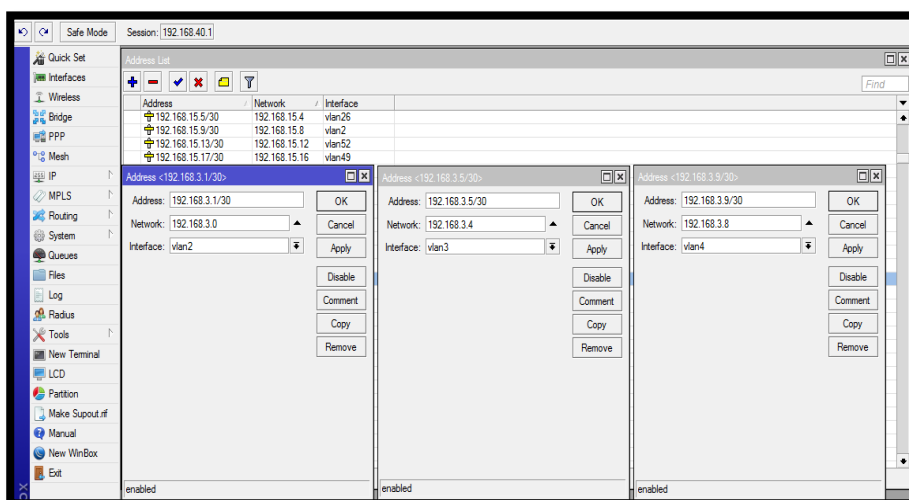 Safe Mode Session: 192.168.40.1
Quick Set
Interfaces
Wireless
Bridge
PPP
Mesh
IP
MPLS
Routing
System
Queues
Files
Log
Radius
Tools
New Terminal
LCD
Partition
Make Supout.rif
Manual
New WinBox
Exit
Address List
Find
Address Network Interface
192.168.15.5/30 192.168.15.4 vlan26
192.168.15.9/30 192.168.15.8 vlan2
192.168.15.13/30 192.168.15.12 vlan52
192.168.15.17/30 192.168.15.16 vlan49
Address <192.168.3.1/30>
Address: 192.168.3.1/30 OK
Network: 192.168.3.0 Cancel
Interface: vlan2 Apply
Disable
Comment
Copy
Remove
enabled
Address <192.168.3.5/30>
Address: 192.168.3.5/30 OK
Network: 192.168.3.4 Cancel
Interface: vlan3 Apply
Disable
Comment
Copy
Remove
enabled
Address <192.168.3.9/30>
Address: 192.168.3.9/30 OK
Network: 192.168.3.8 Cancel
Interface: vlan4 Apply
Disable
Comment
Copy
Remove
enabled